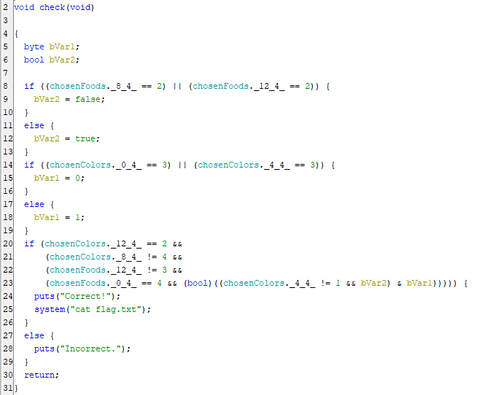 2 void check(void)
3
4 {
5 byte bVar1;
6 bool bVar2;
7
8 if ((chosenFoods._8_4_ == 2) || (chosenFoods._12_4_ == 2)) {
9 bVar2 = false;
10 }
11 else {
12 bVar2 = true;
13 }
14 if ((chosenColors._0_4_ == 3) || (chosenColors._4_4_ == 3)) {
15 bVar1 = 0;
16 }
17 else {
18 bVar1 = 1;
19 }
20 if (chosenColors._12_4_ == 2 &&
21 (chosenColors._8_4_ != 4 &&
22 (chosenFoods._12_4_ != 3 &&
23 (chosenFoods._0_4_ == 4 && (bool)((chosenColors._4_4_ != 1 && bVar2) & bVar1))))) {
24 puts("Correct!");
25 system("cat flag.txt");
26 }
27 else {
28 puts("Incorrect.");
29 }
30 return;
31 }